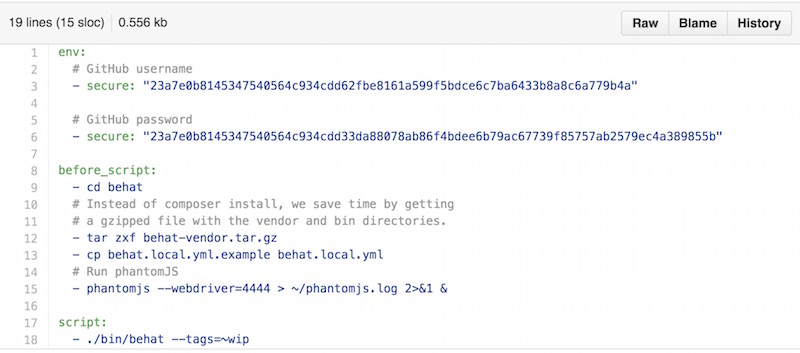 19 lines (15 sloc) 0.556 kb
Raw Blame History
1 env:
2 # GitHub username
3 - secure: "23a7e0b8145347540564c934cdd62fbe8161a599f5bdce6c7ba6433b8a8c6a779b4a"
4
5 # GitHub password
6 - secure: "23a7e0b8145347540564c934cdd33da88078ab86f4bdee6b79ac67739f85757ab2579ec4a389855b"
7
8 before_script:
9 - cd behat
10 # Instead of composer install, we save time by getting
11 # a gzipped file with the vendor and bin directories.
12 - tar zxf behat-vendor.tar.gz
13 - cp behat.local.yml.example behat.local.yml
14 # Run phantomJS
15 - phantomjs --webdriver=4444 > ~/phantomjs.log 2>&1 &
16
17 script:
18 - ./bin/behat --tags=~wip